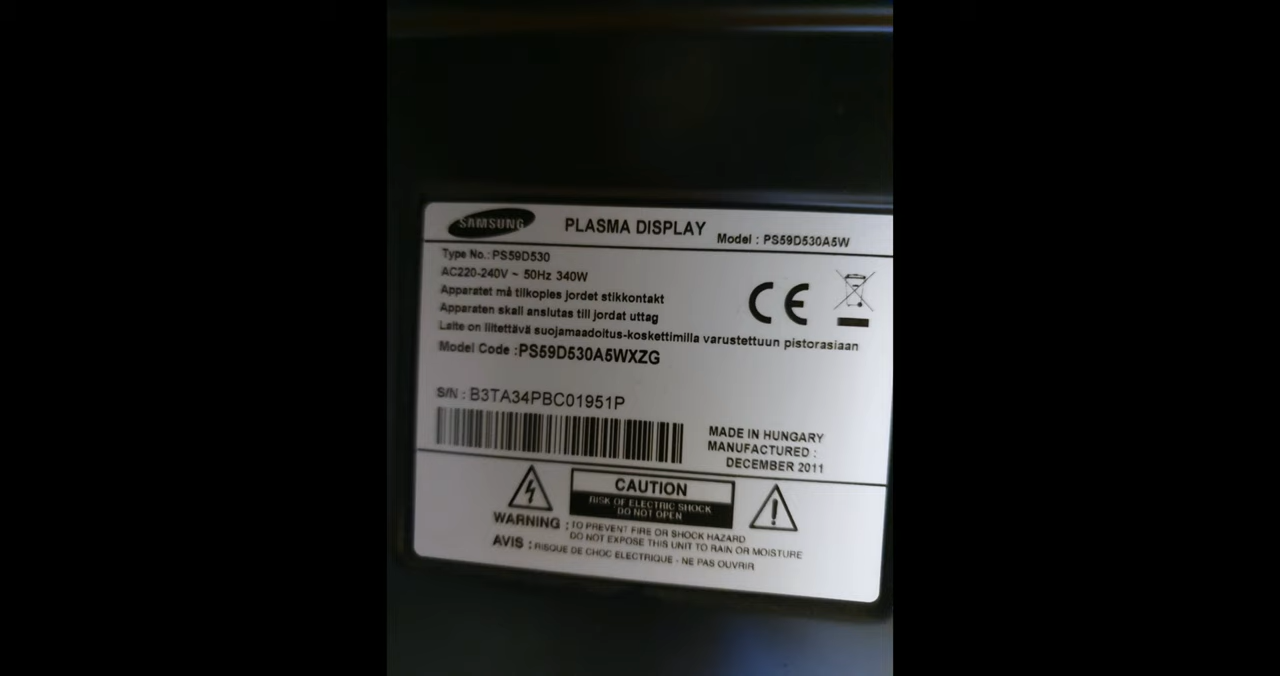 SAMSUNG PLASMA DISPLAY Model : PS59D530A5W
Type No.: PS59D530
AC220-240V ~ 50Hz 340W
Apparatet må tilkoples jordet stikkontakt
Apparaten skall anslutas till jordat uttag
Laite on liitettävä suojamaadoitus-koskettimilla varustettuun pistorasiaan
Model Code :PS59D530A5WXZG
S/N : B3TA34PBC01951P
MADE IN HUNGARY
MANUFACTURED :
DECEMBER 2011
CAUTION
RISK OF ELECTRIC SHOCK
DO NOT OPEN
WARNING : TO PREVENT FIRE OR SHOCK HAZARD
DO NOT EXPOSE THIS UNIT TO RAIN OR MOISTURE
AVIS : RISQUE DE CHOC ELECTRIQUE - NE PAS OUVRIR